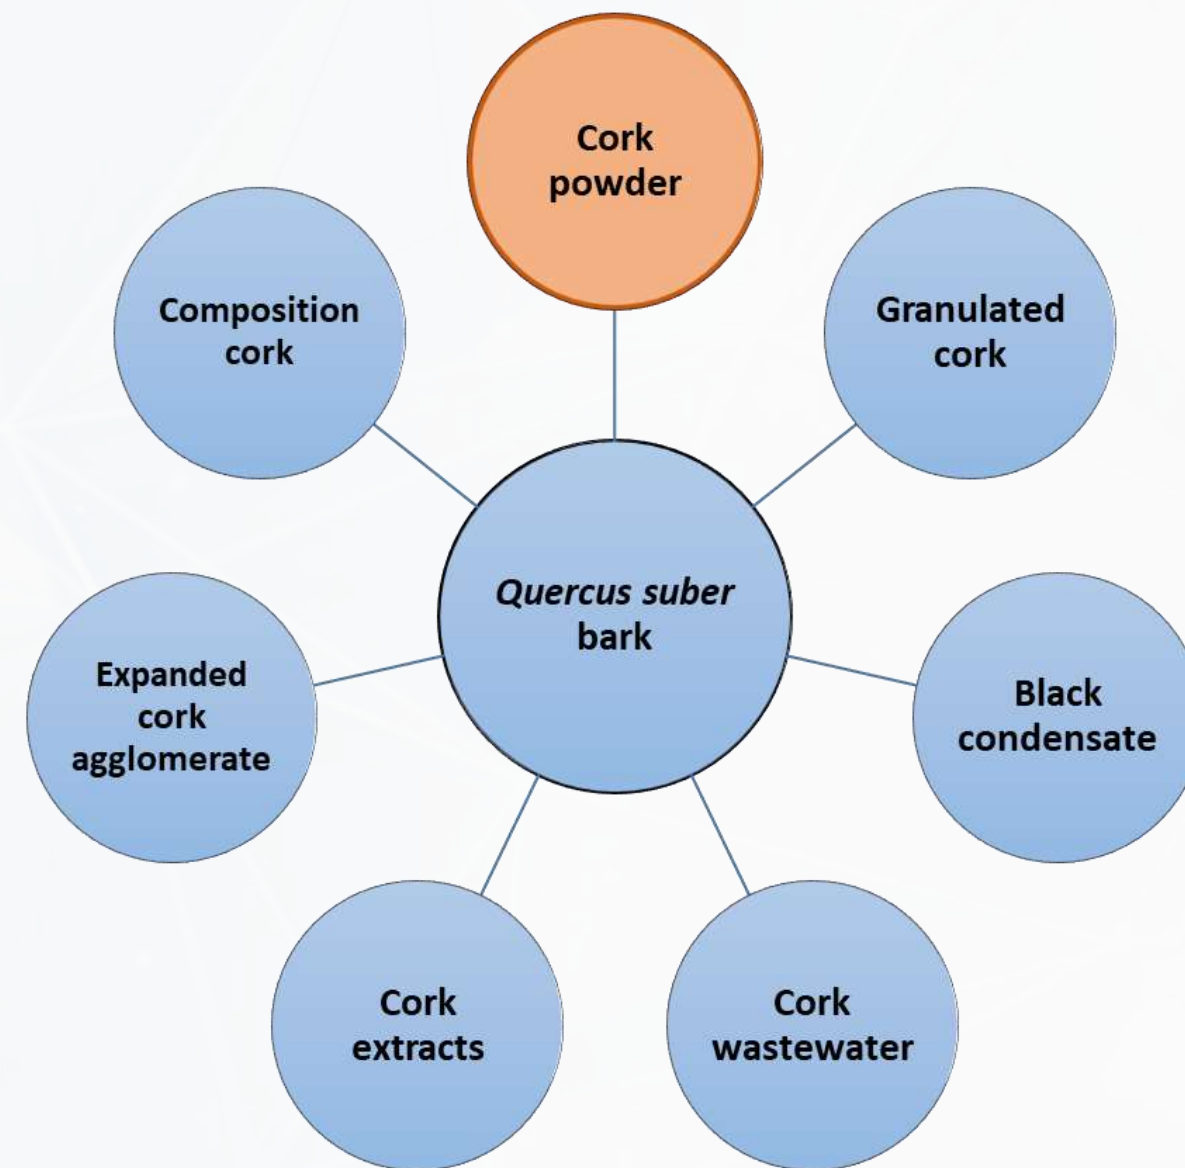 Cork
powder
Composition
cork
Granulated
cork
Quercus suber
bark
Expanded
cork
agglomerate
Black
condensate
Cork
extracts
Cork
wastewater